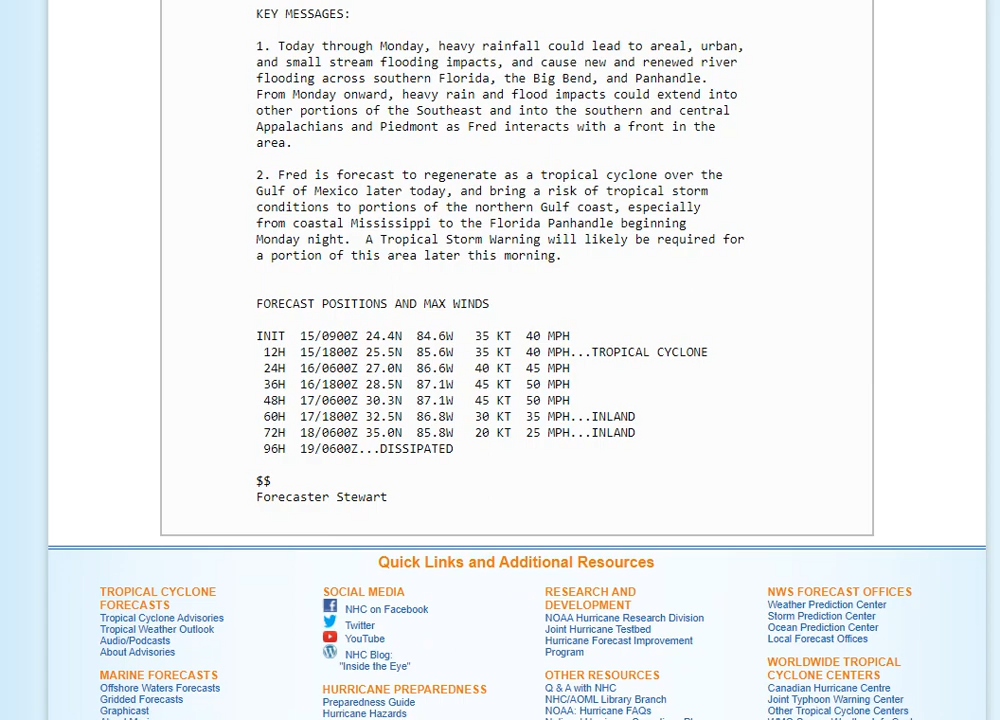 KEY MESSAGES:
1. Today through Monday, heavy rainfall could lead to areal, urban,
and small stream flooding impacts, and cause new and renewed river
flooding across southern Florida, the Big Bend, and Panhandle.
From Monday onward, heavy rain and flood impacts could extend into
other portions of the Southeast and into the southern and central
Appalachians and Piedmont as Fred interacts with a front in the
area.
2. Fred is forecast to regenerate as a tropical cyclone over the
Gulf of Mexico later today, and bring a risk of tropical storm
conditions to portions of the northern Gulf coast, especially
from coastal Mississippi to the Florida Panhandle beginning
Monday night.  A Tropical Storm Warning will likely be required for
a portion of this area later this morning.
FORECAST POSITIONS AND MAX WINDS
INIT  15/0900Z 24.4N  84.6W   35 KT  40 MPH
12H  15/1800Z 25.5N  85.6W   35 KT  40 MPH...TROPICAL CYCLONE
24H  16/0600Z 27.0N  86.6W   40 KT  45 MPH
36H  16/1800Z 28.5N  87.1W   45 KT  50 MPH
48H  17/0600Z 30.3N  87.1W   45 KT  50 MPH
60H  17/1800Z 32.5N  86.8W   30 KT  35 MPH...INLAND
72H  18/0600Z 35.0N  85.8W   20 KT  25 MPH...INLAND
96H  19/0600Z...DISSIPATED
$$
Forecaster Stewart
Quick Links and Additional Resources
TROPICAL CYCLONE
FORECASTS
Tropical Cyclone Advisories
Tropical Weather Outlook
Audio/Podcasts
About Advisories
MARINE FORECASTS
Offshore Waters Forecasts
Gridded Forecasts
Graphicast
SOCIAL MEDIA
NHC on Facebook
Twitter
YouTube
NHC Blog:
"Inside the Eye"
HURRICANE PREPAREDNESS
Preparedness Guide
Hurricane Hazards
RESEARCH AND
DEVELOPMENT
NOAA Hurricane Research Division
Joint Hurricane Testbed
Hurricane Forecast Improvement
Program
OTHER RESOURCES
Q & A with NHC
NHC/AOML Library Branch
NOAA: Hurricane FAQs
NWS FORECAST OFFICES
Weather Prediction Center
Storm Prediction Center
Ocean Prediction Center
Local Forecast Offices
WORLDWIDE TROPICAL
CYCLONE CENTERS
Canadian Hurricane Centre
Joint Typhoon Warning Center
Other Tropical Cyclone Centers